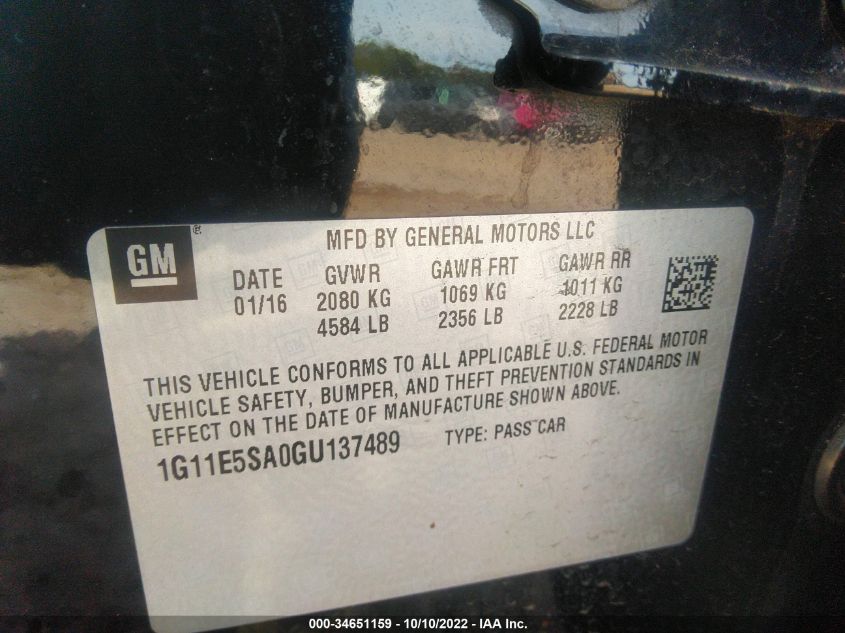 GM®
MFD BY GENERAL MOTORS LLC
DATE GVWR GAWR FRT GAWR RR
01/16 2080 KG 1069 KG 1011 KG
4584 LB 2356 LB 2228 LB
THIS VEHICLE CONFORMS TO ALL APPLICABLE U.S. FEDERAL MOTOR
VEHICLE SAFETY, BUMPER, AND THEFT PREVENTION STANDARDS IN
EFFECT ON THE DATE OF MANUFACTURE SHOWN ABOVE.
1G11E5SA0GU137489 TYPE: PASS CAR
000-34651159 - 10/10/2022 - IAA Inc.